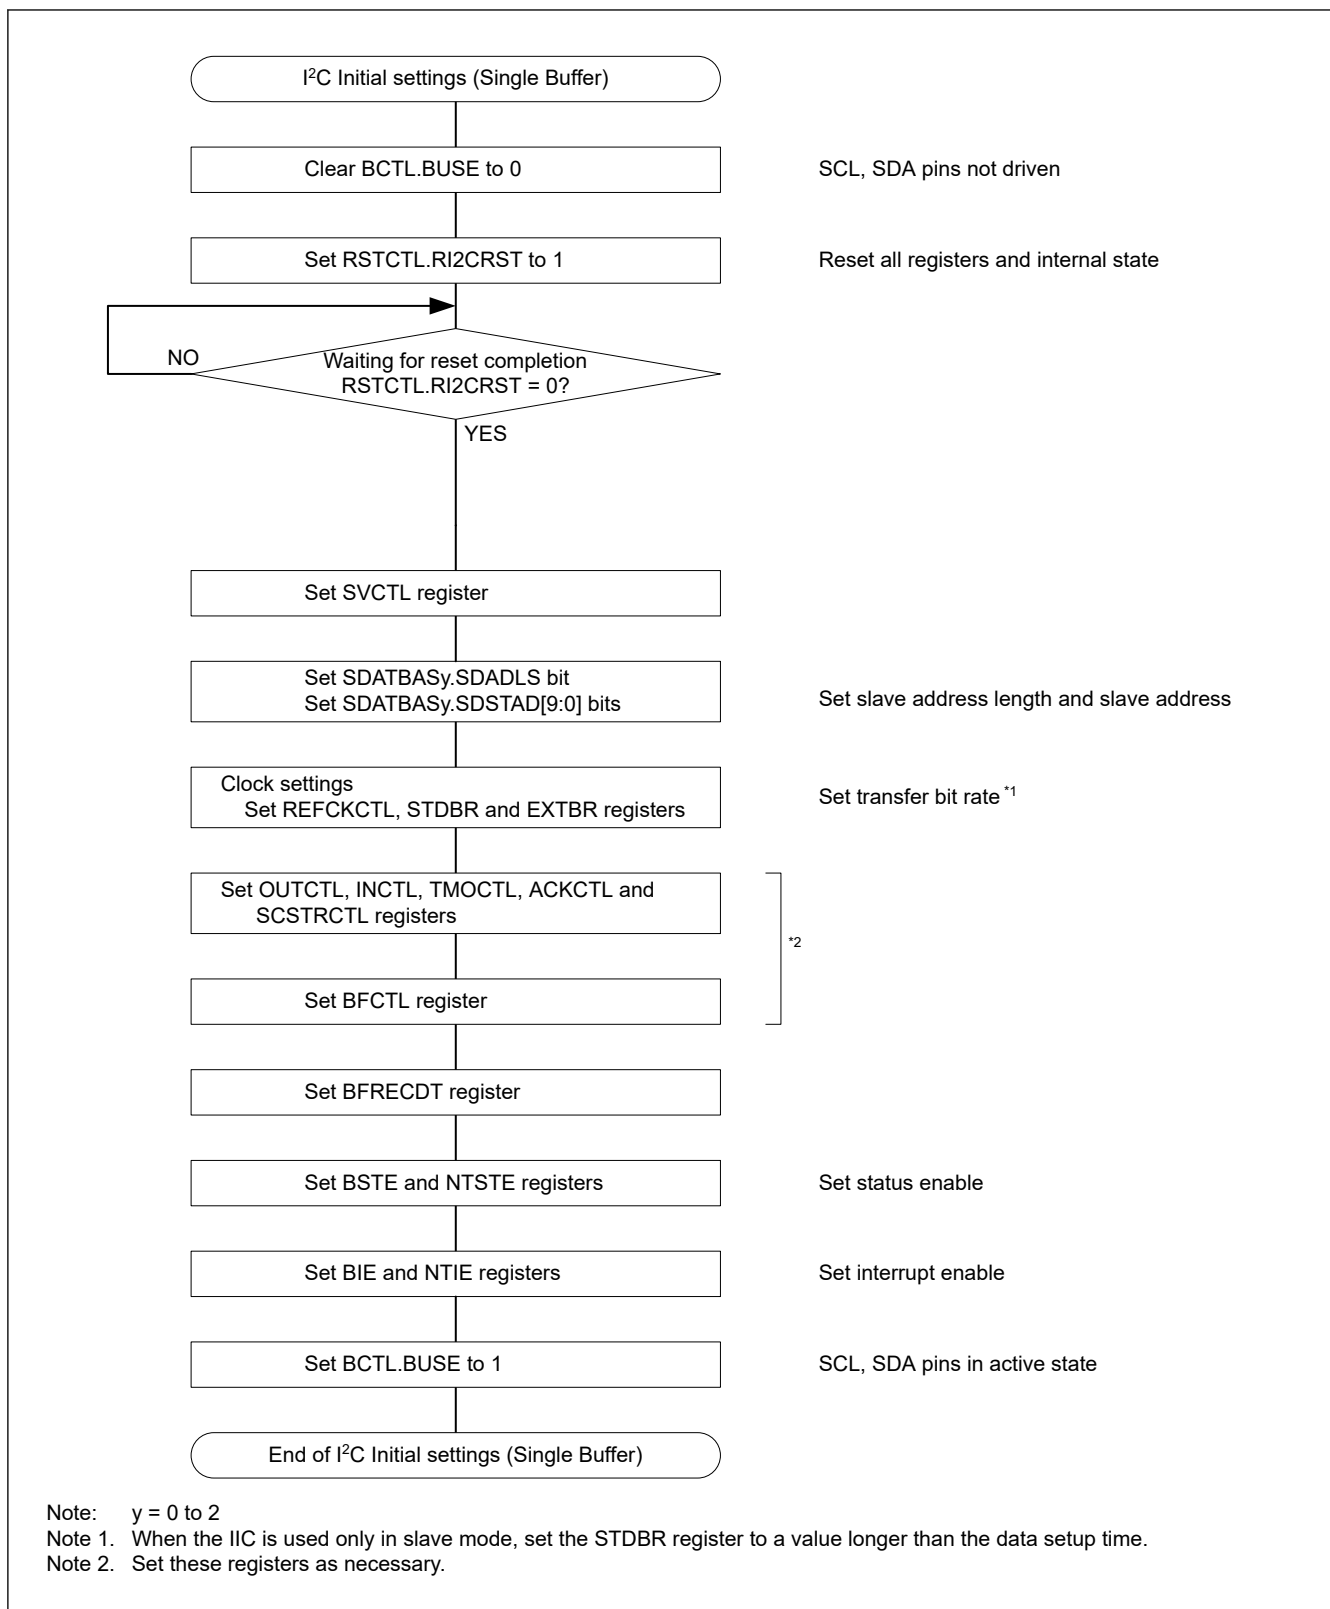 I²C Initial settings (Single Buffer)
Clear BCTL.BUSE to 0
SCL, SDA pins not driven
Set RSTCTL.RI2CRST to 1
Reset all registers and internal state
NO
Waiting for reset completion
RSTCTL.RI2CRST = 0?
YES
Set SVCTL register
Set SDATBASy.SDADLS bit
Set SDATBASy.SDSTAD[9:0] bits
Set slave address length and slave address
Clock settings
Set REFCKCTL, STDBR and EXTBR registers
Set transfer bit rate *1
Set OUTCTL, INCTL, TMOCTL, ACKCTL and
SCSTRCTL registers
*2
Set BFCTL register
Set BFRECDT register
Set BSTE and NTSTE registers
Set status enable
Set BIE and NTIE registers
Set interrupt enable
Set BCTL.BUSE to 1
SCL, SDA pins in active state
End of I²C Initial settings (Single Buffer)
Note: y = 0 to 2
Note 1. When the IIC is used only in slave mode, set the STDBR register to a value longer than the data setup time.
Note 2. Set these registers as necessary.